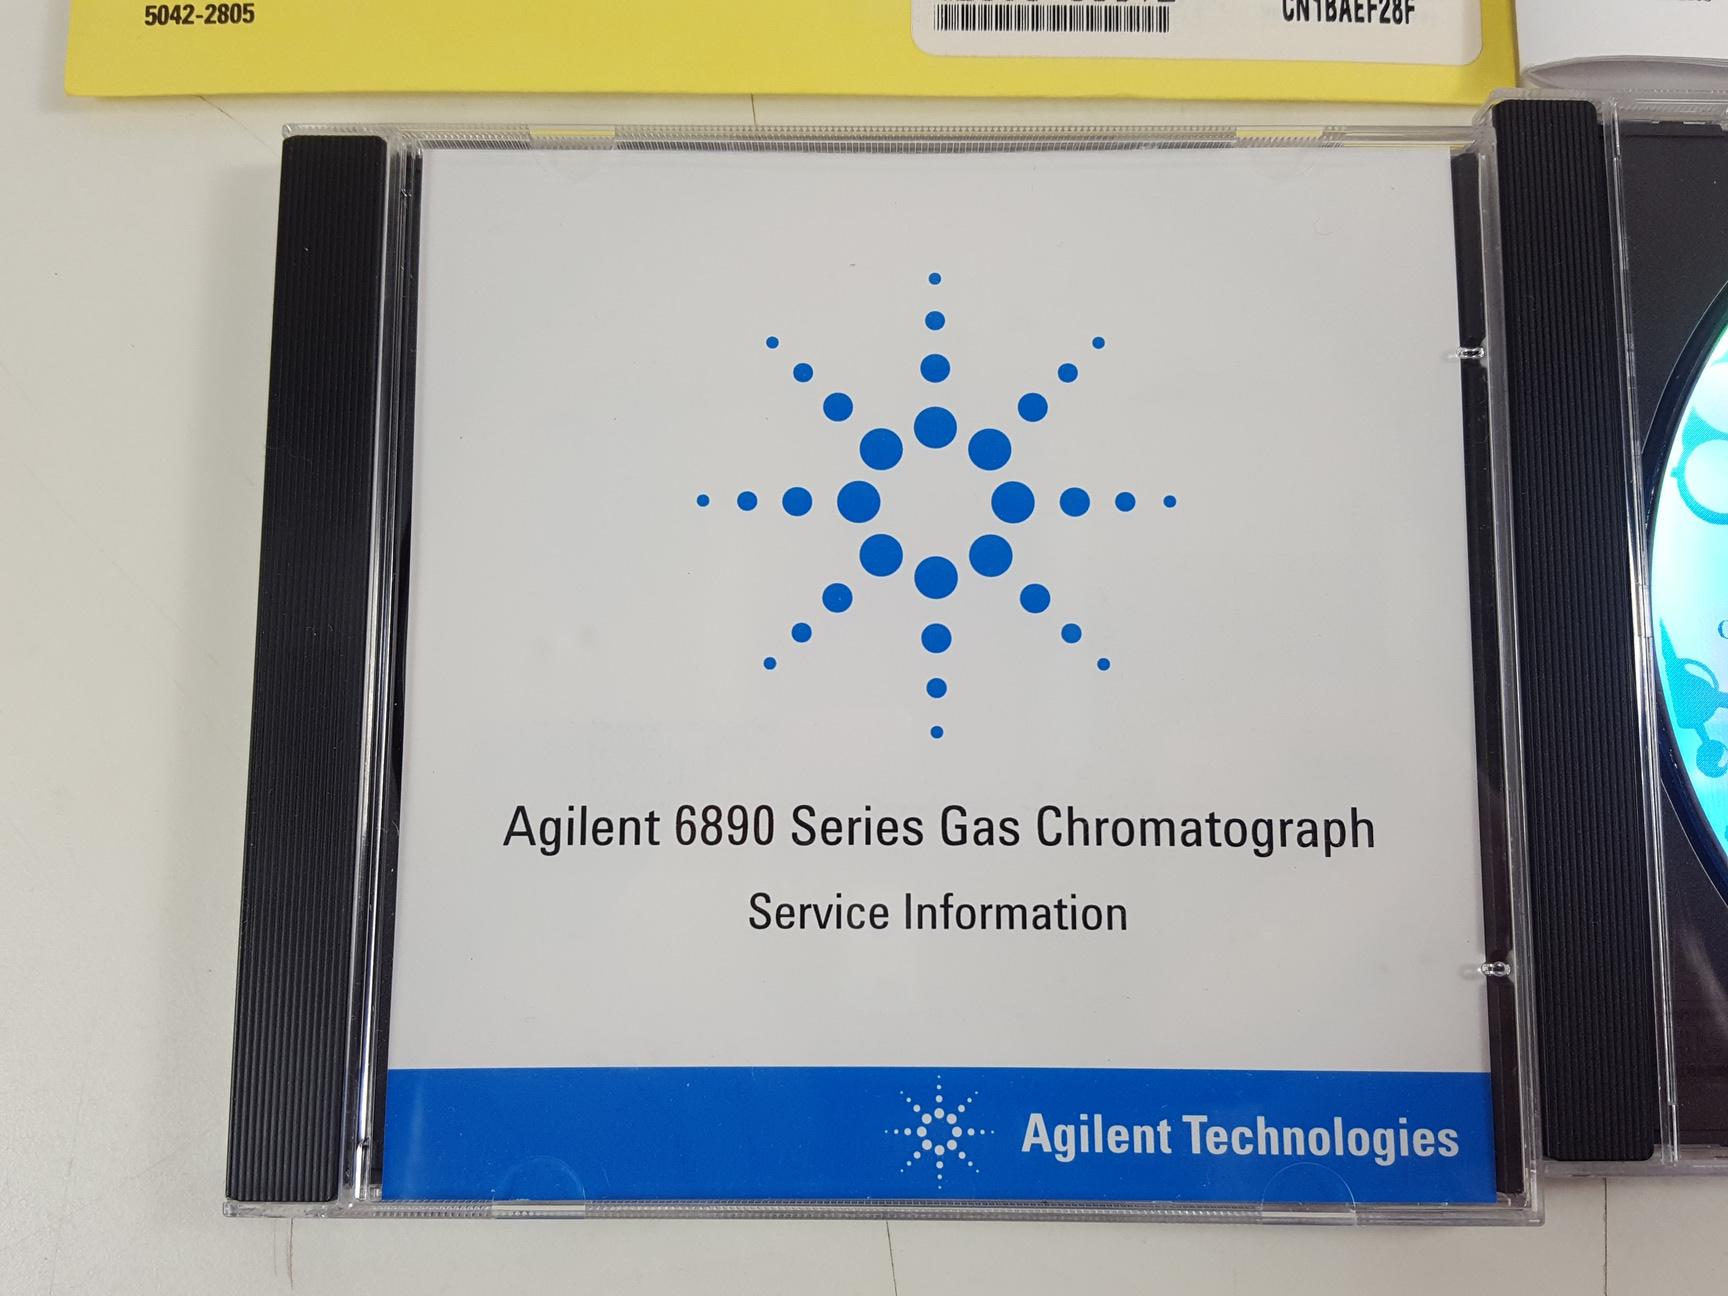 5042-2805
CN1BAEF28F
Agilent 6890 Series Gas Chromatograph
Service Information
Agilent Technologies